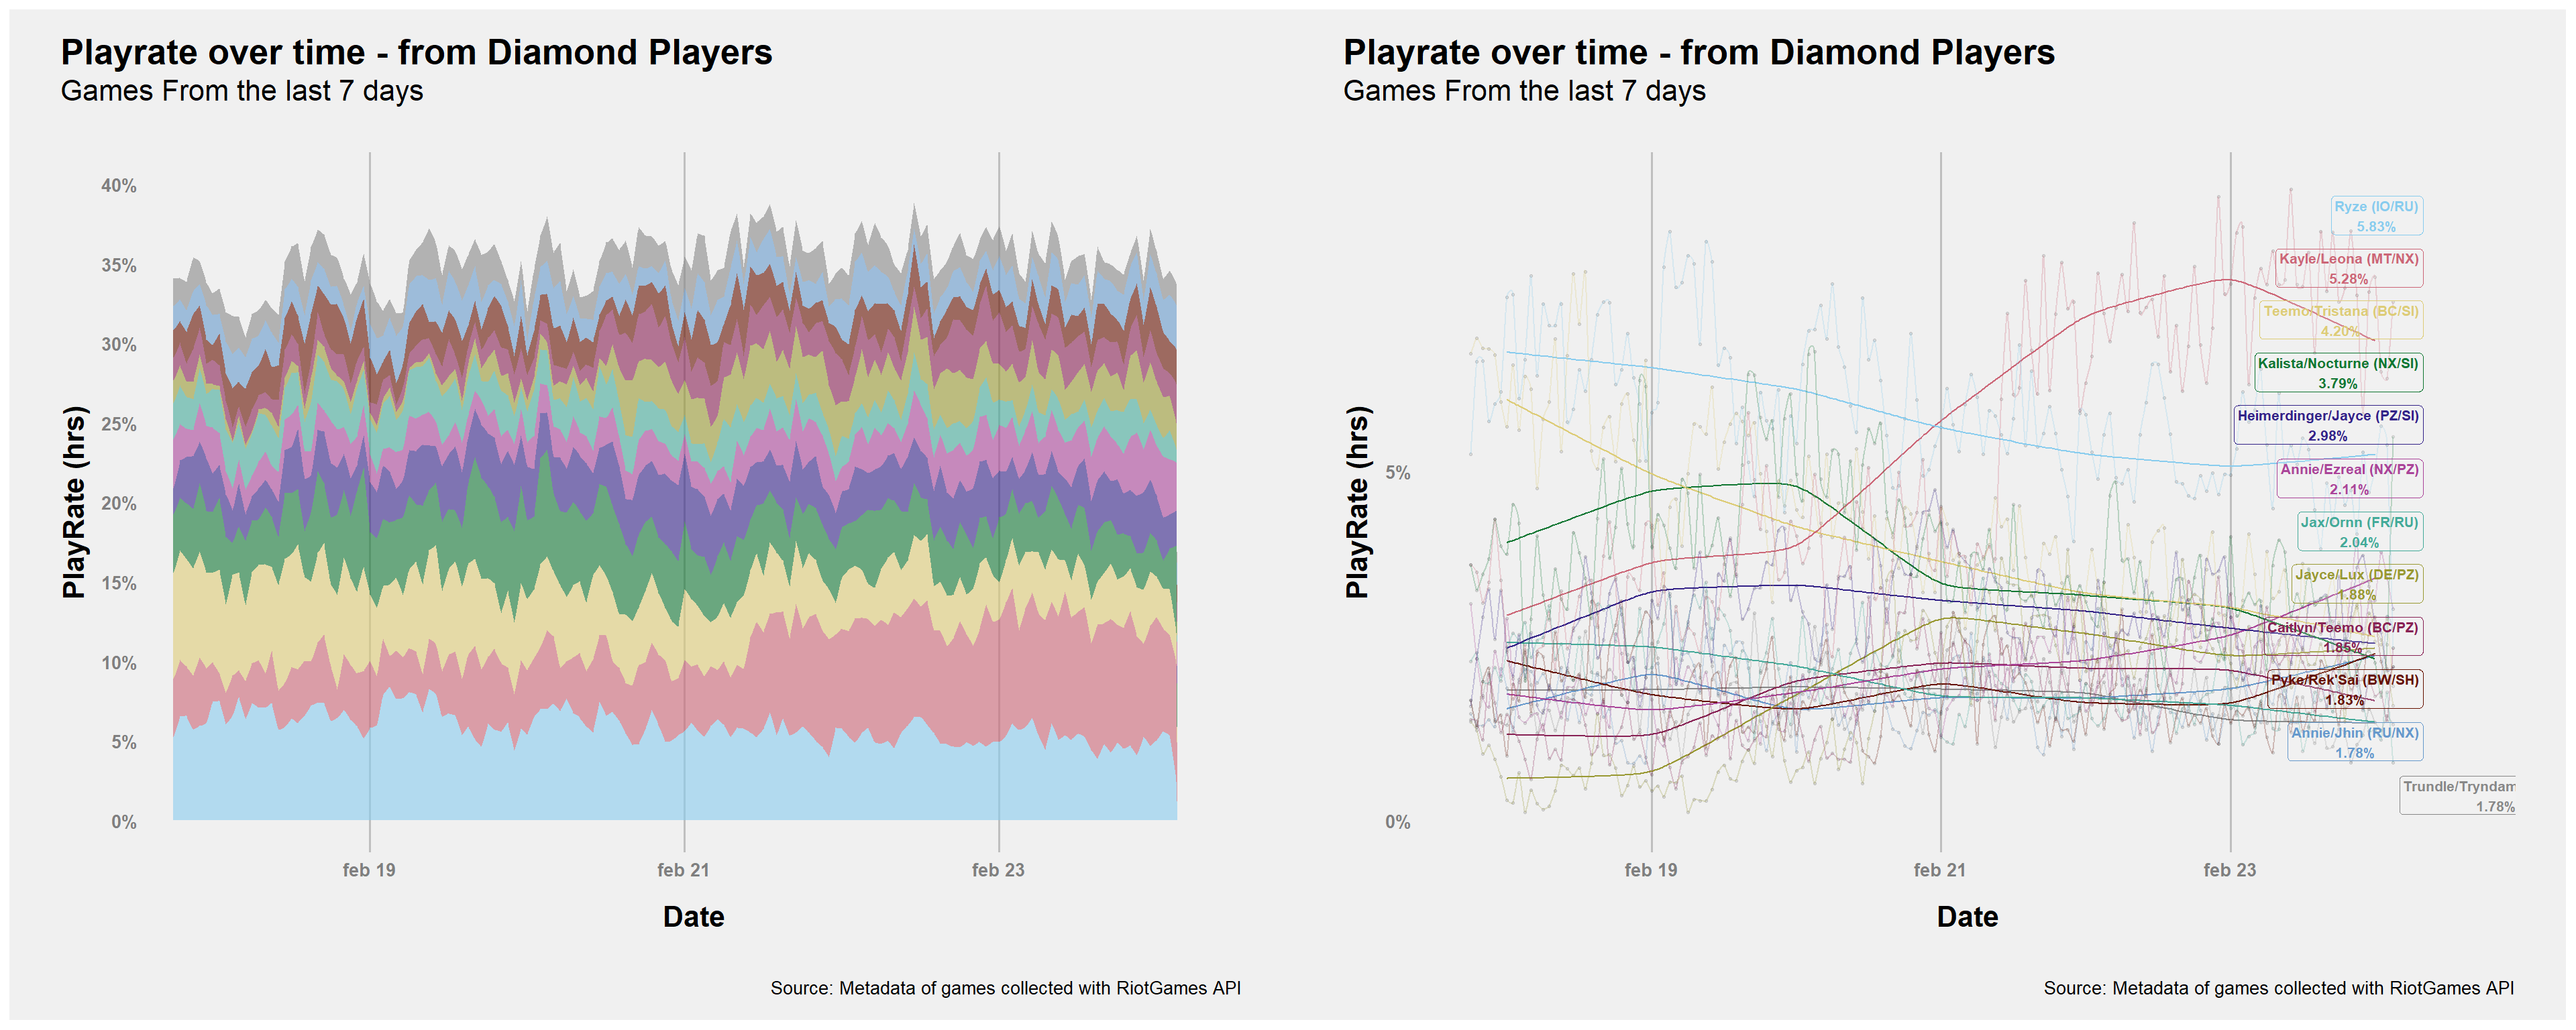 Playrate over time - from Diamond Players
Games From the last 7 days
PlayRate (hrs)
40%
35%
30%
25%
20%
15%
10%
5%
0%
feb 19
feb 21
feb 23
Date
Source: Metadata of games collected with RiotGames API
Playrate over time - from Diamond Players
Games From the last 7 days
PlayRate (hrs)
5%
0%
Ryze (IO/RU)
5.83%
Kayle/Leona (MT/NX)
5.28%
Teemo/Tristana (BC/SI)
4.20%
Kalista/Nocturne (NX/SI)
3.79%
Heimerdinger/Jayce (PZ/SI)
2.98%
Annie/Ezreal (NX/PZ)
2.11%
Jax/Ornn (FR/RU)
2.04%
Jayce/Lux (DE/PZ)
1.88%
Caitlyn/Teemo (BC/PZ)
1.85%
Pyke/Rek'Sai (BW/SH)
1.83%
Annie/Jhin (RU/NX)
1.78%
Trundle/Tryndam
1.78%
feb 19
feb 21
feb 23
Date
Source: Metadata of games collected with RiotGames API